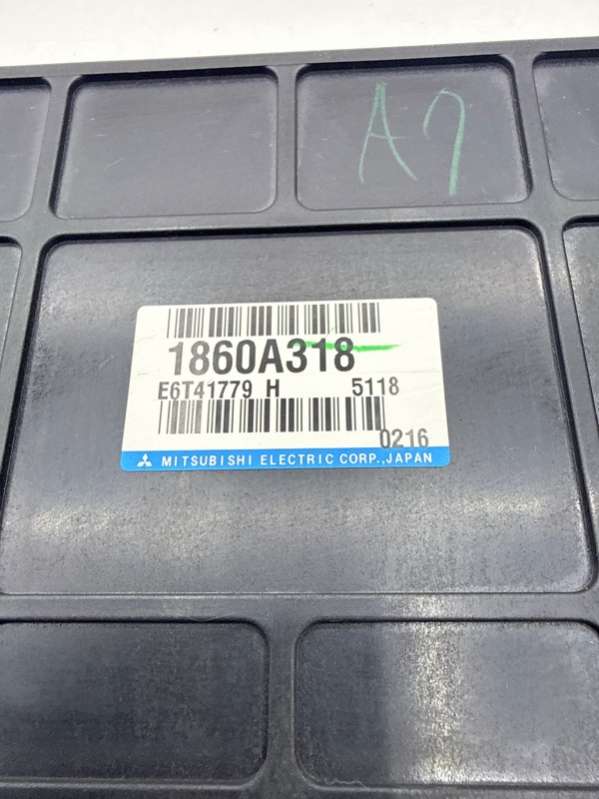 A7
1860A318
E6T41779 H 5118
0216
MITSUBISHI ELECTRIC CORP., JAPAN